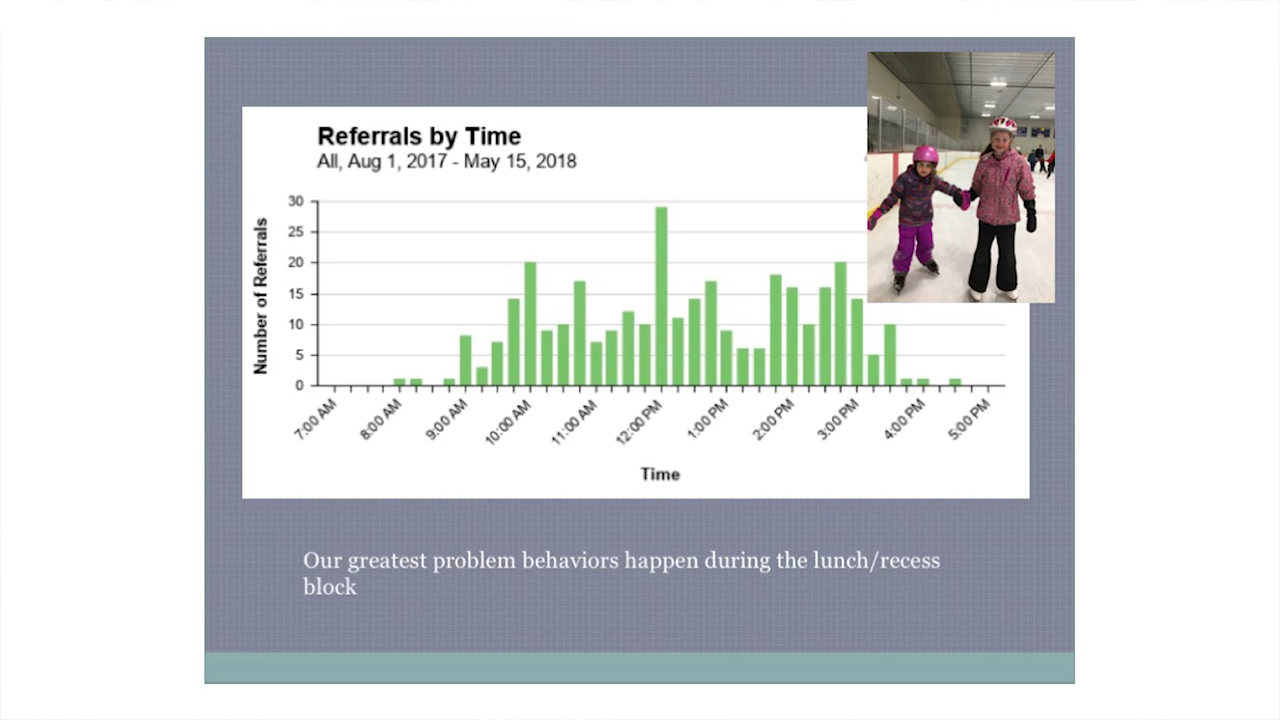 Referrals by Time
All, Aug 1, 2017 - May 15, 2018
Number of Referrals
30
25
20
15
10
5
0
7:00 AM
8:00 AM
9:00 AM
10:00 AM
11:00 AM
12:00 PM
1:00 PM
2:00 PM
3:00 PM
4:00 PM
5:00 PM
Time
Our greatest problem behaviors happen during the lunch/recess
block